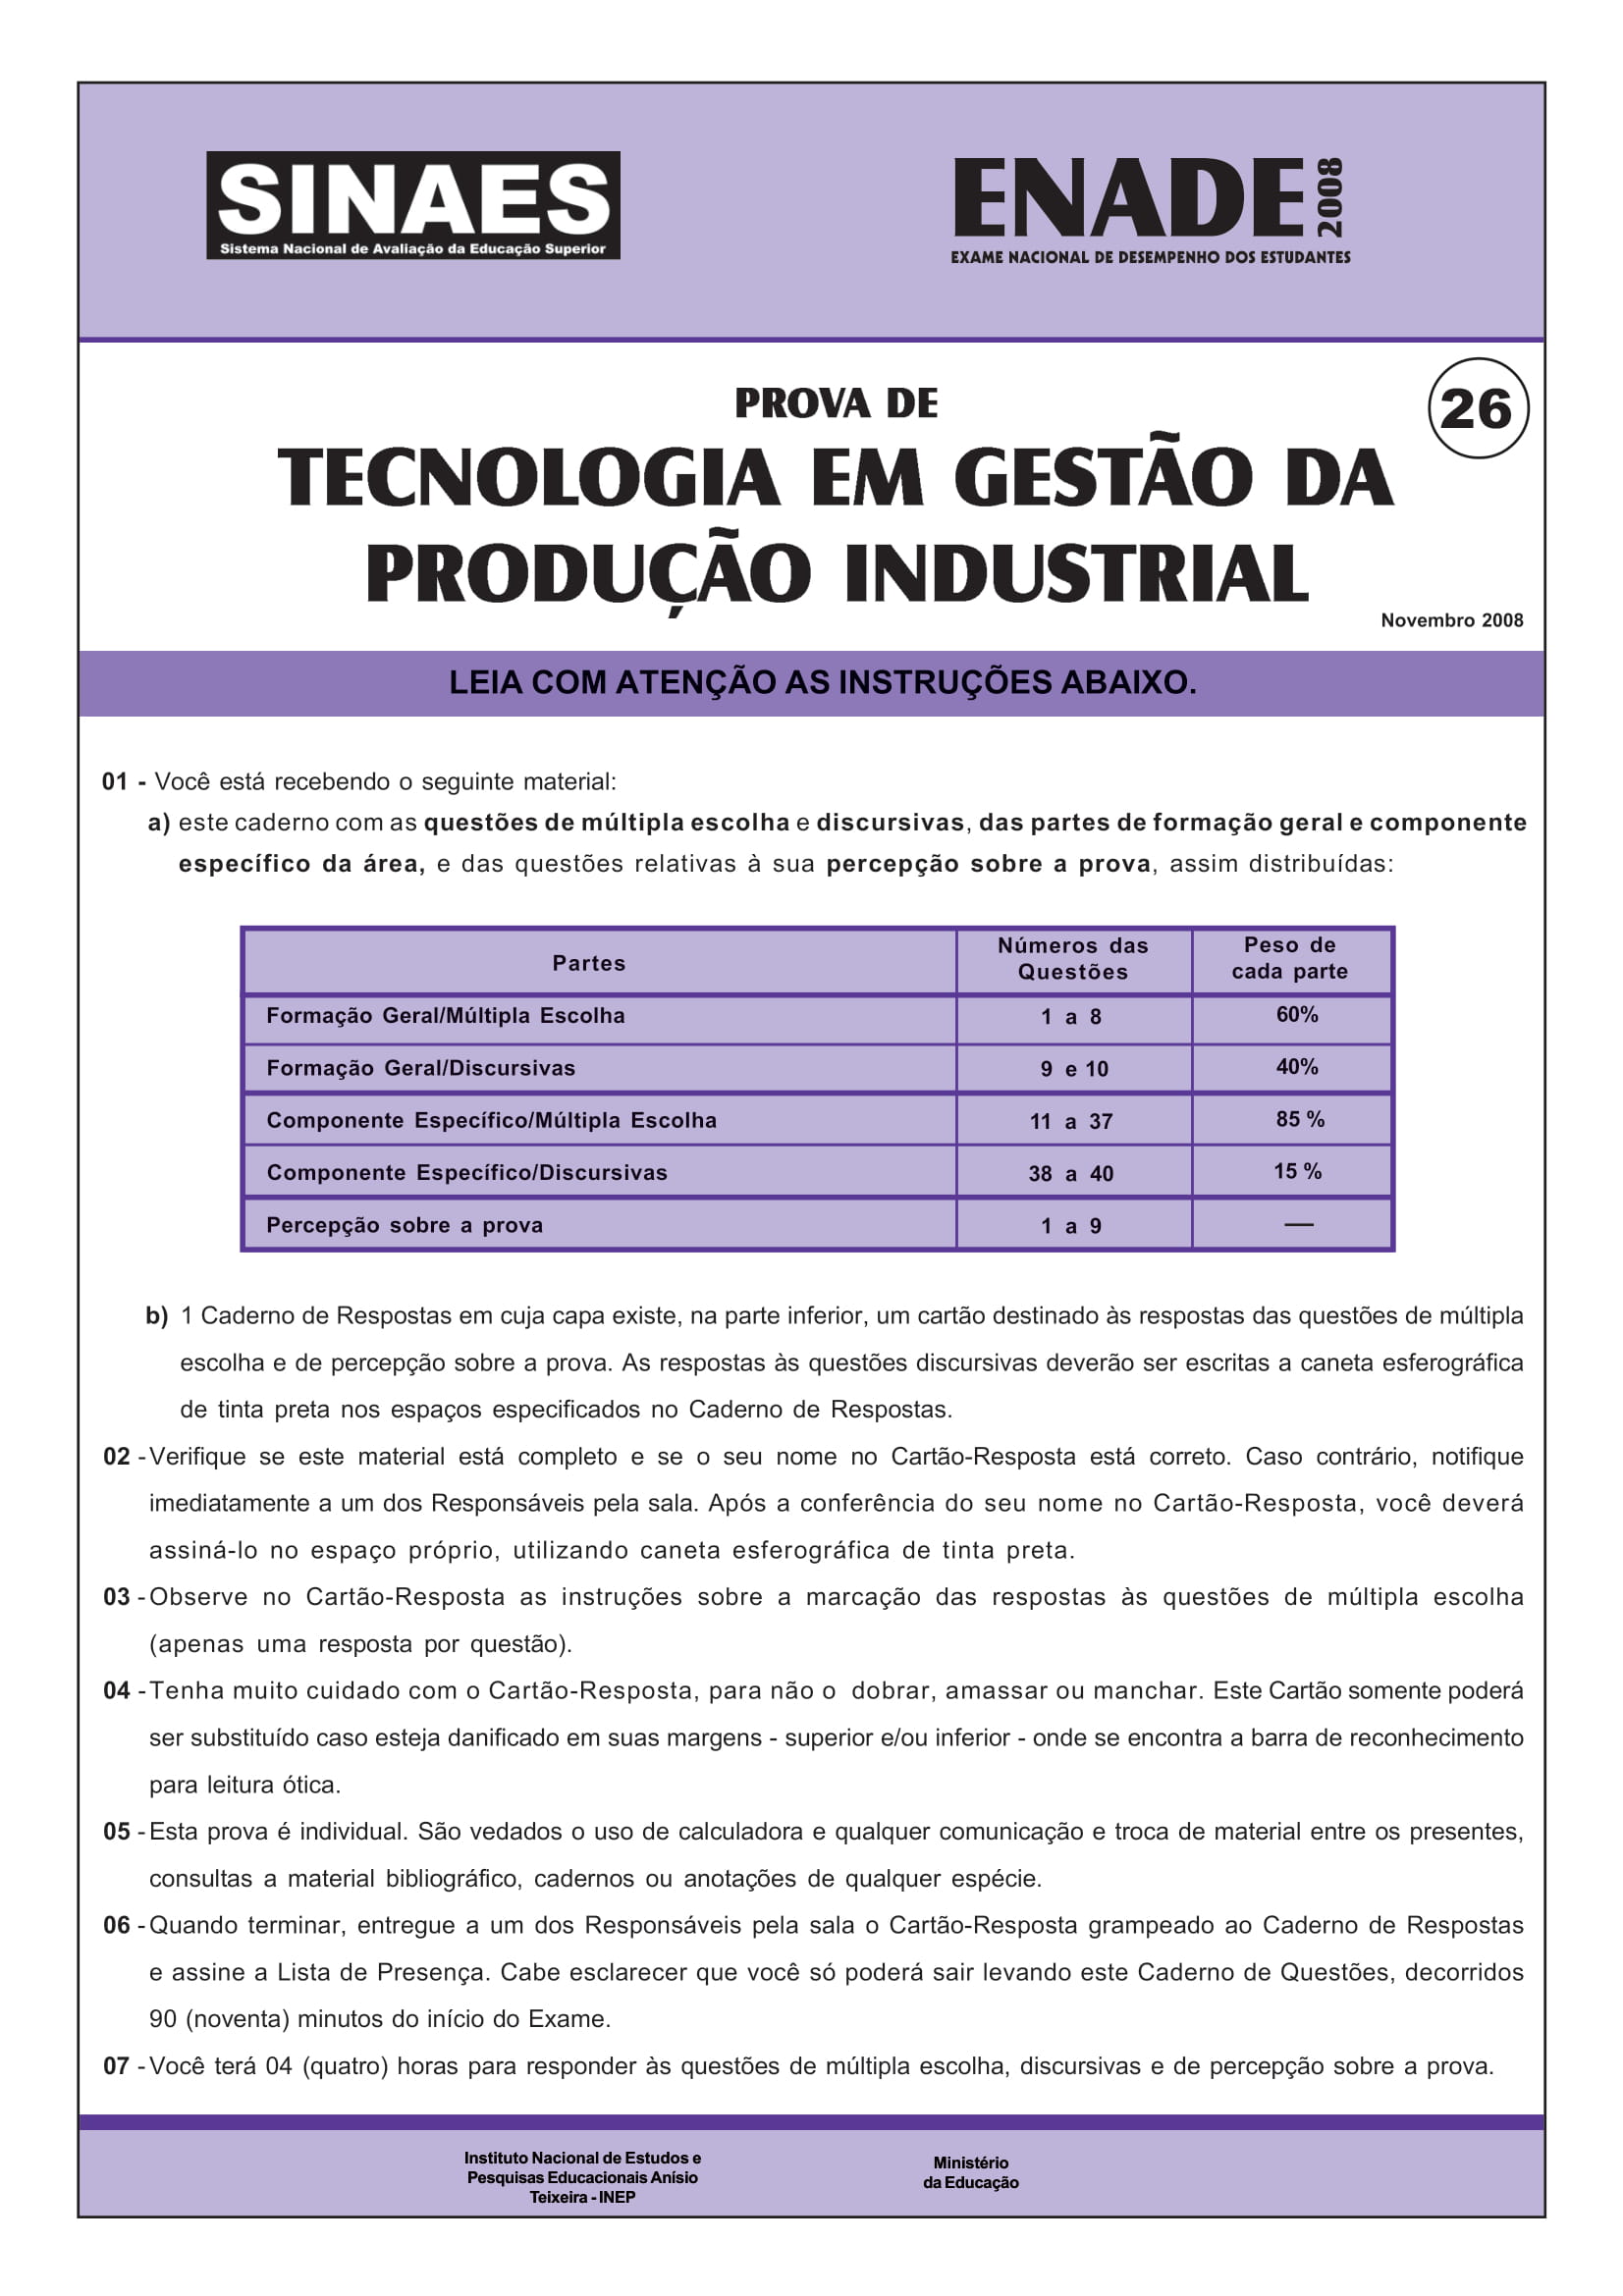 SINAES
Sistema Nacional de Avaliação da Educação Superior
ENADE 2008
EXAME NACIONAL DE DESEMPENHO DOS ESTUDANTES
26
PROVA DE
TECNOLOGIA EM GESTÃO DA
PRODUÇÃO INDUSTRIAL
Novembro 2008
LEIA COM ATENÇÃO AS INSTRUÇÕES ABAIXO.
01 - Você está recebendo o seguinte material:
a) este caderno com as questões de múltipla escolha e discursivas, das partes de formação geral e componente
específico da área, e das questões relativas à sua percepção sobre a prova, assim distribuídas:
Partes Números das Questões Peso de cada parte
Formação Geral/Múltipla Escolha 1 a 8 60%
Formação Geral/Discursivas 9 e 10 40%
Componente Específico/Múltipla Escolha 11 a 37 85 %
Componente Específico/Discursivas 38 a 40 15 %
Percepção sobre a prova 1 a 9 —
b) 1 Caderno de Respostas em cuja capa existe, na parte inferior, um cartão destinado às respostas das questões de múltipla
escolha e de percepção sobre a prova. As respostas às questões discursivas deverão ser escritas a caneta esferográfica
de tinta preta nos espaços especificados no Caderno de Respostas.
02 - Verifique se este material está completo e se o seu nome no Cartão-Resposta está correto. Caso contrário, notifique
imediatamente a um dos Responsáveis pela sala. Após a conferência do seu nome no Cartão-Resposta, você deverá
assiná-lo no espaço próprio, utilizando caneta esferográfica de tinta preta.
03 - Observe no Cartão-Resposta as instruções sobre a marcação das respostas às questões de múltipla escolha
(apenas uma resposta por questão).
04 - Tenha muito cuidado com o Cartão-Resposta, para não o dobrar, amassar ou manchar. Este Cartão somente poderá
ser substituído caso esteja danificado em suas margens - superior e/ou inferior - onde se encontra a barra de reconhecimento
para leitura ótica.
05 - Esta prova é individual. São vedados o uso de calculadora e qualquer comunicação e troca de material entre os presentes,
consultas a material bibliográfico, cadernos ou anotações de qualquer espécie.
06 - Quando terminar, entregue a um dos Responsáveis pela sala o Cartão-Resposta grampeado ao Caderno de Respostas
e assine a Lista de Presença. Cabe esclarecer que você só poderá sair levando este Caderno de Questões, decorridos
90 (noventa) minutos do início do Exame.
07 - Você terá 04 (quatro) horas para responder às questões de múltipla escolha, discursivas e de percepção sobre a prova.
Instituto Nacional de Estudos e
Pesquisas Educacionais Anísio
Teixeira - INEP
Ministério
da Educação